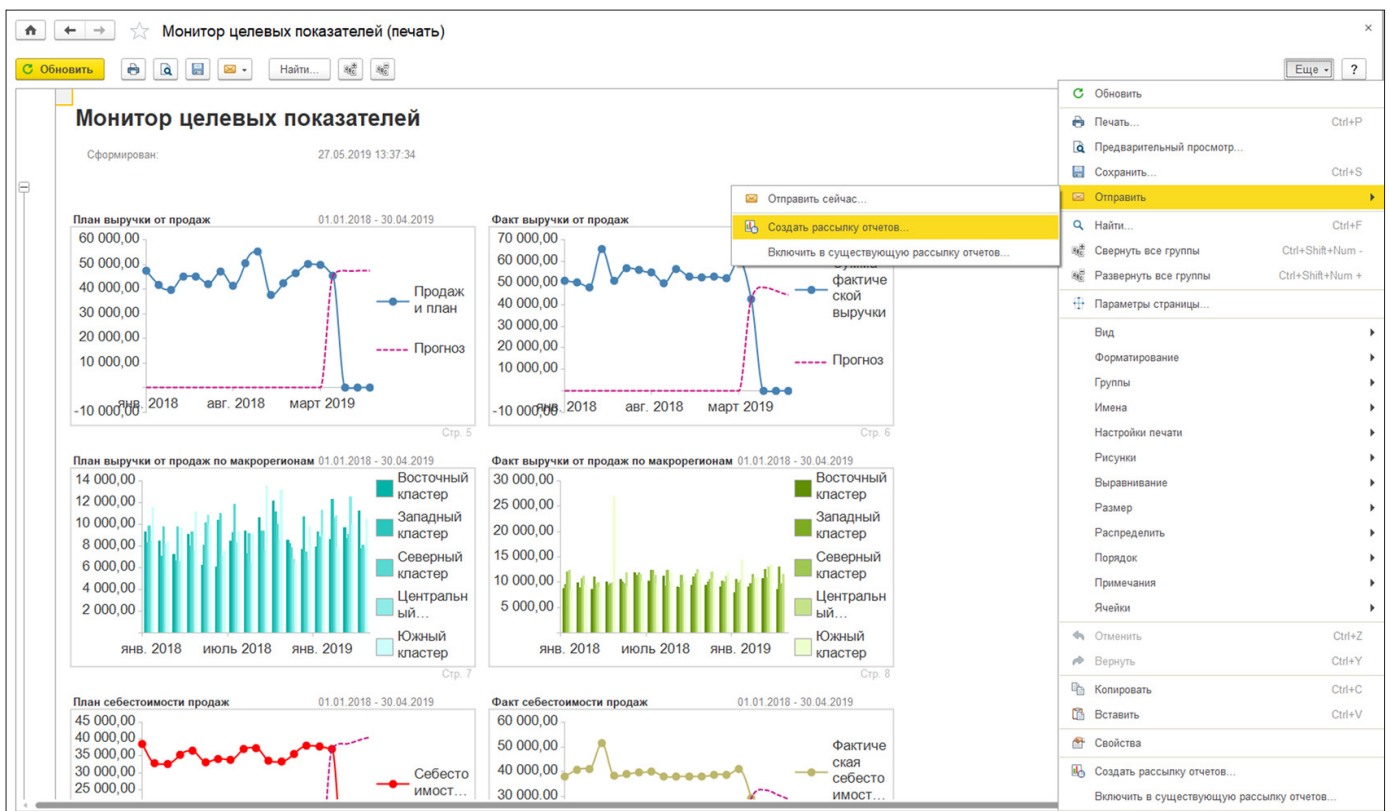 Монитор целевых показателей (печать)
×
Обновить
Найти...
Еще
?
Монитор целевых показателей
Сформирован: 27.05.2019 13:37:34
План выручки от продаж 01.01.2018 - 30.04.2019
60 000,00
50 000,00
40 000,00
30 000,00
20 000,00
10 000,00
-10 000,00
янв. 2018 авг. 2018 март 2019
Продаж
и план
Прогноз
Стр. 5
Факт выручки от продаж
70 000,00
60 000,00
50 000,00
40 000,00
30 000,00
20 000,00
10 000,00
-10 000,00
янв. 2018 авг. 2018 март 2019
Сумма
фактиче
ской
выручки
Прогноз
Стр. 6
План выручки от продаж по макрорегионам 01.01.2018 - 30.04.2019
14 000,00
12 000,00
10 000,00
8 000,00
6 000,00
4 000,00
2 000,00
янв. 2018 июль 2018 янв. 2019
Восточный
кластер
Западный
кластер
Северный
кластер
Центральн
ый...
Южный
кластер
Стр. 7
Факт выручки от продаж по макрорегионам 01.01.2018 - 30.04.2019
30 000,00
25 000,00
20 000,00
15 000,00
10 000,00
5 000,00
янв. 2018 июль 2018 янв. 2019
Восточный
кластер
Западный
кластер
Северный
кластер
Центральн
ый...
Южный
кластер
Стр. 8
План себестоимости продаж 01.01.2018 - 30.04.2019
45 000,00
40 000,00
35 000,00
30 000,00
25 000,00
Себесто
имост...
Факт себестоимости продаж 01.01.2018 - 30.04.2019
60 000,00
50 000,00
40 000,00
30 000,00
Фактиче
ская
себесто
имост...
Отправить сейчас...
Создать рассылку отчетов...
Включить в существующую рассылку отчетов...
Обновить
Печать... Ctrl+P
Предварительный просмотр...
Сохранить... Ctrl+S
Отправить
Найти... Ctrl+F
Свернуть все группы Ctrl+Shift+Num -
Развернуть все группы Ctrl+Shift+Num +
Параметры страницы...
Вид
Форматирование
Группы
Имена
Настройки печати
Рисунки
Выравнивание
Размер
Распределить
Порядок
Примечания
Ячейки
Отменить Ctrl+Z
Вернуть Ctrl+Y
Копировать Ctrl+C
Вставить Ctrl+V
Свойства
Создать рассылку отчетов...
Включить в существующую рассылку отчетов...